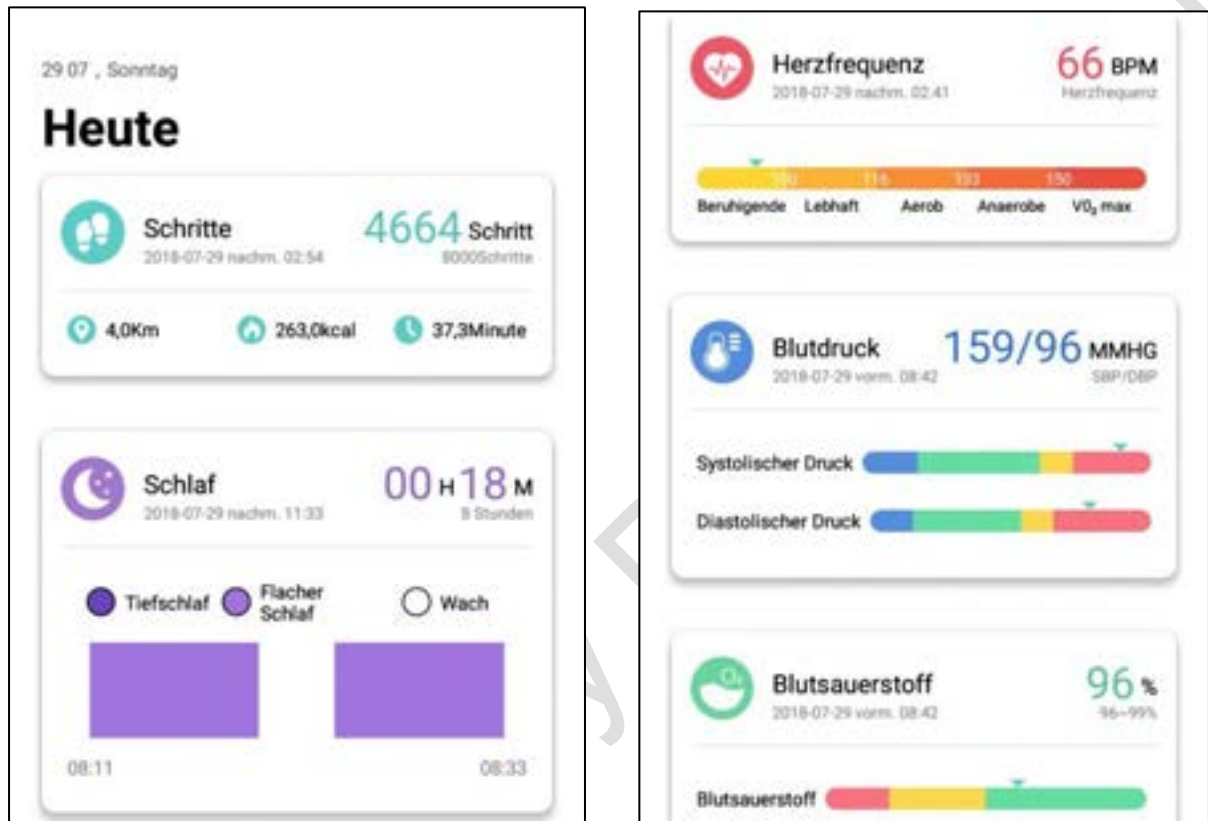 29 07 , Sonntag
Heute
Schritte
4664 Schritt
2018-07-29 nachm. 02:54
8000Schritte
4,0Km
263,0kcal
37,3Minute
Schlaf
00 H 18 M
2018-07-29 nachm. 11:33
8 Stunden
Tiefschlaf
Flacher
Schlaf
Wach
08:11
08:33
Herzfrequenz
66 BPM
2018-07-29 nachm. 02:41
Herzfrequenz
116
150
Beruhigende Lebhaft Aerob Anaerobe V0₂ max
Blutdruck
159/96 MMHG
2018-07-29 vorm. 08:42
SBP/DBP
Systolischer Druck
Diastolischer Druck
Blutsauerstoff
96 %
2018-07-29 vorm. 08:42
96~99%
Blutsauerstoff